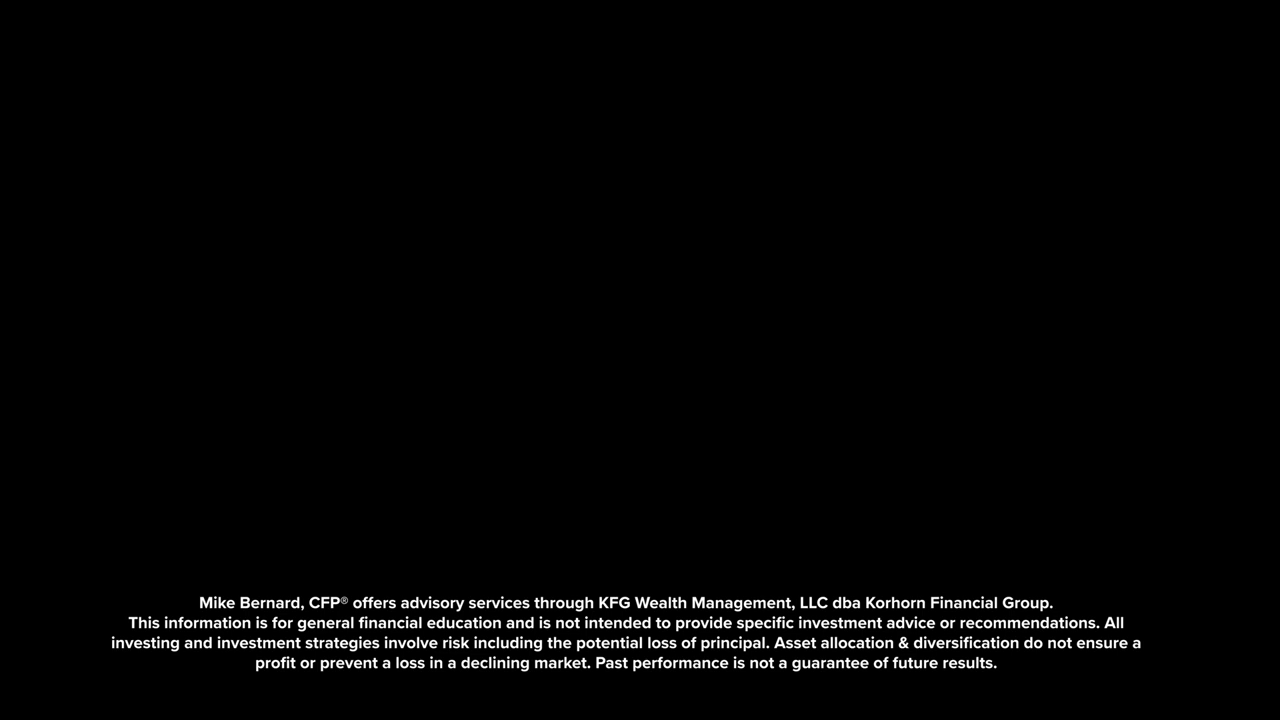 Mike Bernard, CFP® offers advisory services through KFG Wealth Management, LLC dba Korhorn Financial Group.
This information is for general financial education and is not intended to provide specific investment advice or recommendations. All
investing and investment strategies involve risk including the potential loss of principal. Asset allocation & diversification do not ensure a
profit or prevent a loss in a declining market. Past performance is not a guarantee of future results.